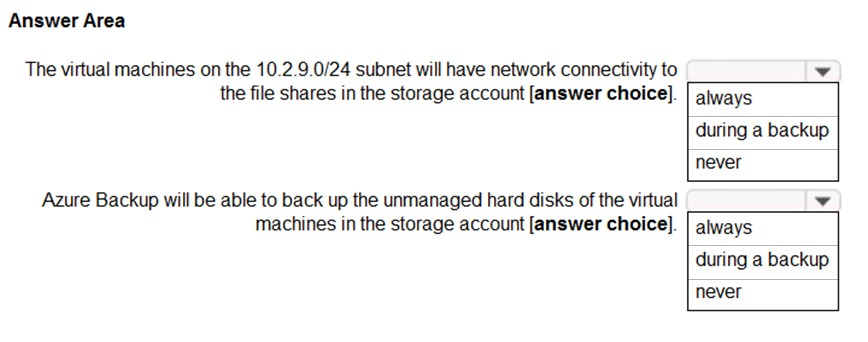 Answer Area
The virtual machines on the 10.2.9.0/24 subnet will have network connectivity to
the file shares in the storage account [answer choice].
always
during a backup
never
Azure Backup will be able to back up the unmanaged hard disks of the virtual
machines in the storage account [answer choice].
always
during a backup
never